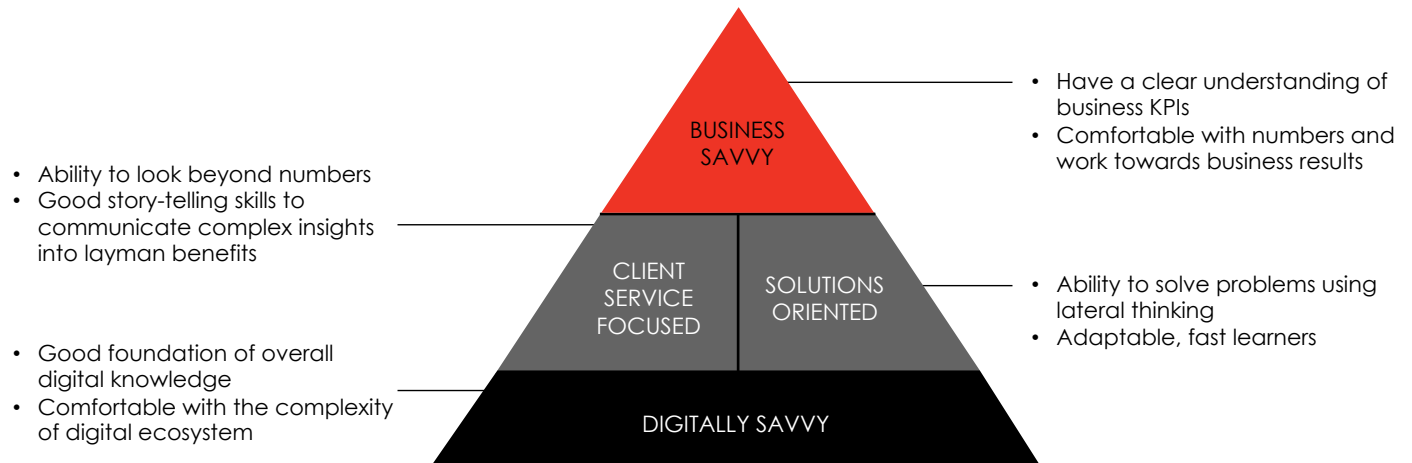 BUSINESS
SAVVY
• Have a clear understanding of
business KPIs
• Comfortable with numbers and
work towards business results
• Ability to look beyond numbers
• Good story-telling skills to
communicate complex insights
into layman benefits
CLIENT
SERVICE
FOCUSED
SOLUTIONS
ORIENTED
• Ability to solve problems using
lateral thinking
• Adaptable, fast learners
• Good foundation of overall
digital knowledge
• Comfortable with the complexity
of digital ecosystem
DIGITALLY SAVVY